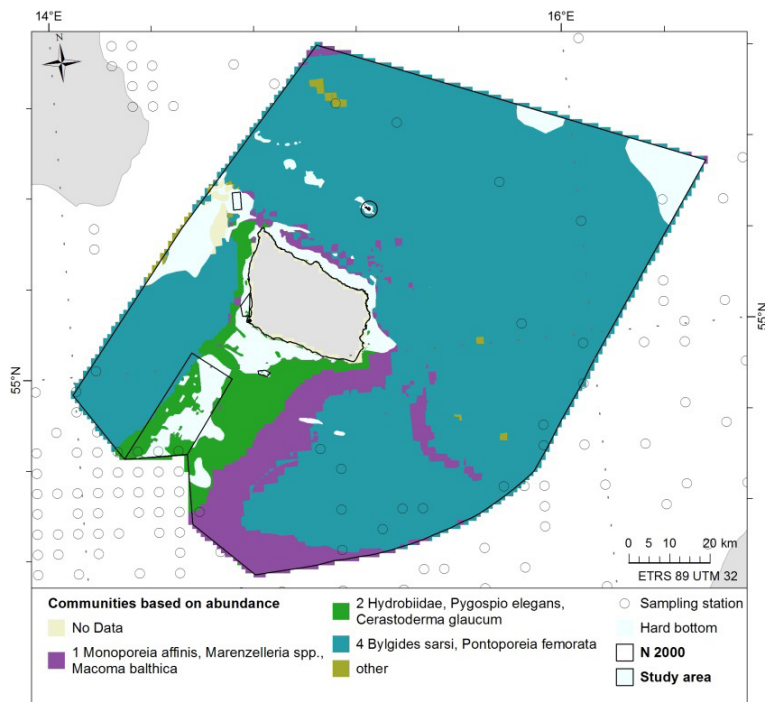 14°E
16°E
N
55°N
55°N
0 5 10 20 km
ETRS 89 UTM 32
Communities based on abundance
No Data
1 Monoporeia affinis, Marenzelleria spp.,
Macoma balthica
2 Hydrobiidae, Pygospio elegans,
Cerastoderma glaucum
4 Bylgides sarsi, Pontoporeia femorata
other
Sampling station
Hard bottom
N 2000
Study area